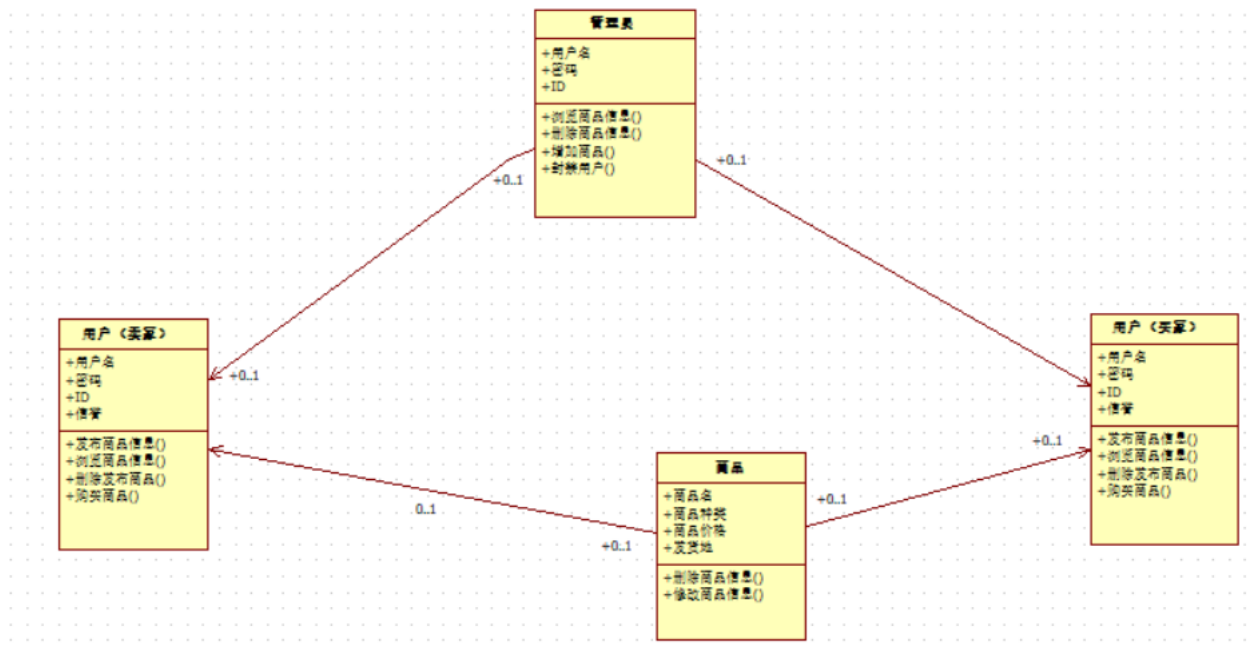 管理员
+用户名
+密码
+ID
+浏览商品信息()
+删除商品信息()
+增加商品()
+封禁用户()
+0..1
+0..1
用户（卖家）
+用户名
+密码
+ID
+信誉
+发布商品信息()
+浏览商品信息()
+删除发布商品()
+购买商品()
+0..1
0..1
+0..1
商品
+商品名
+商品种类
+商品价格
+发货地
+删除商品信息()
+修改商品信息()
+0..1
+0..1
用户（买家）
+用户名
+密码
+ID
+信誉
+发布商品信息()
+浏览商品信息()
+删除发布商品()
+购买商品()